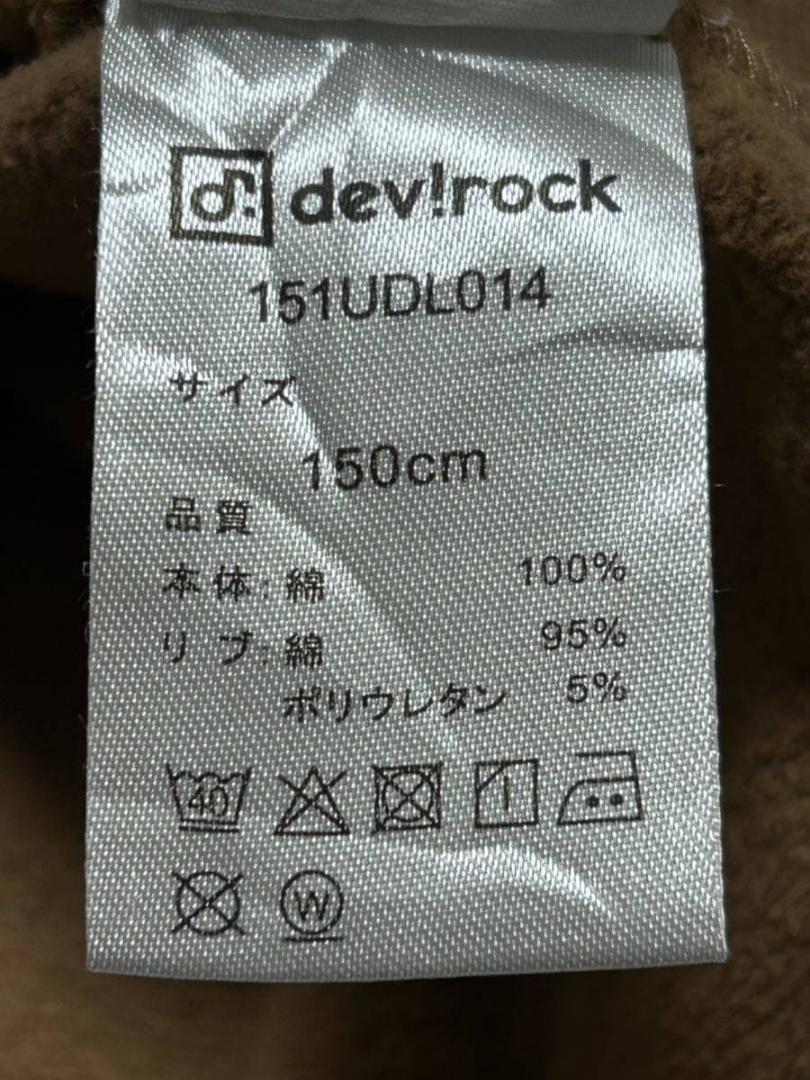 dev!rock
151UDL014
サイズ
150cm
品質
本体:綿 100%
リブ:綿 95%
ポリウレタン 5%
40
W